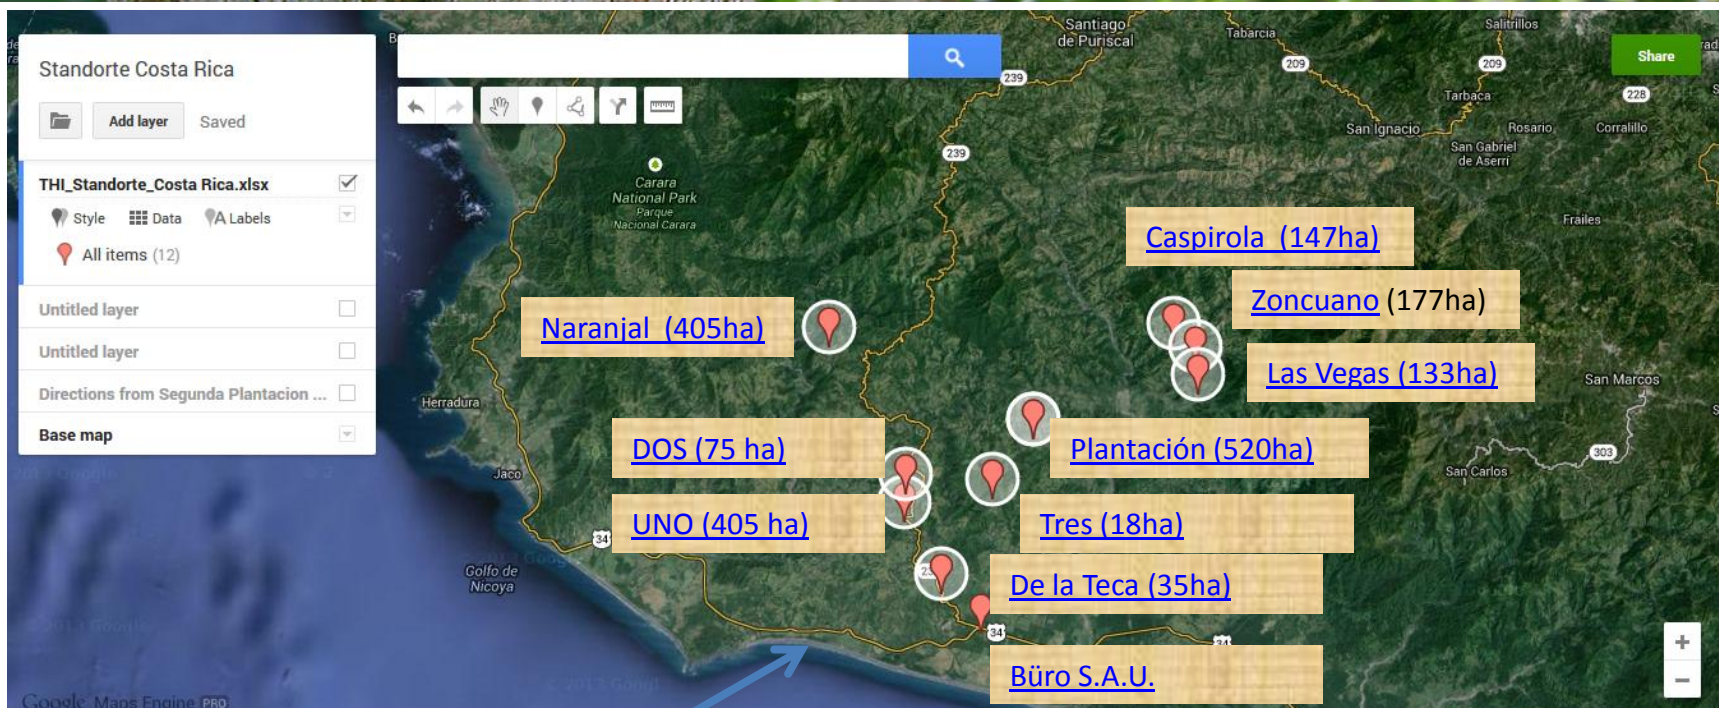 Standorte Costa Rica
Add layer
Saved
THI_Standorte_Costa Rica.xlsx
Style
Data
A Labels
All items (12)
Untitled layer
Untitled layer
Directions from Segunda Plantacion ...
Base map
Share
Santiago
de Puriscal
Tabarcia
Salitrillos
239
209
209
228
Tarbaca
San Ignacio
Rosario
Corralillo
San Gabriel
de Aserrí
239
Carara
National Park
Parque
Nacional Carara
Frailes
Caspirola (147ha)
Zoncuano (177ha)
Naranjal (405ha)
Las Vegas (133ha)
San Marcos
Herradura
DOS (75 ha)
Plantación (520ha)
303
San Carlos
Jaco
UNO (405 ha)
Tres (18ha)
34
Golfo de
Nicoya
De la Teca (35ha)
34
34
Büro S.A.U.
+
−
Google Maps Engine PRO